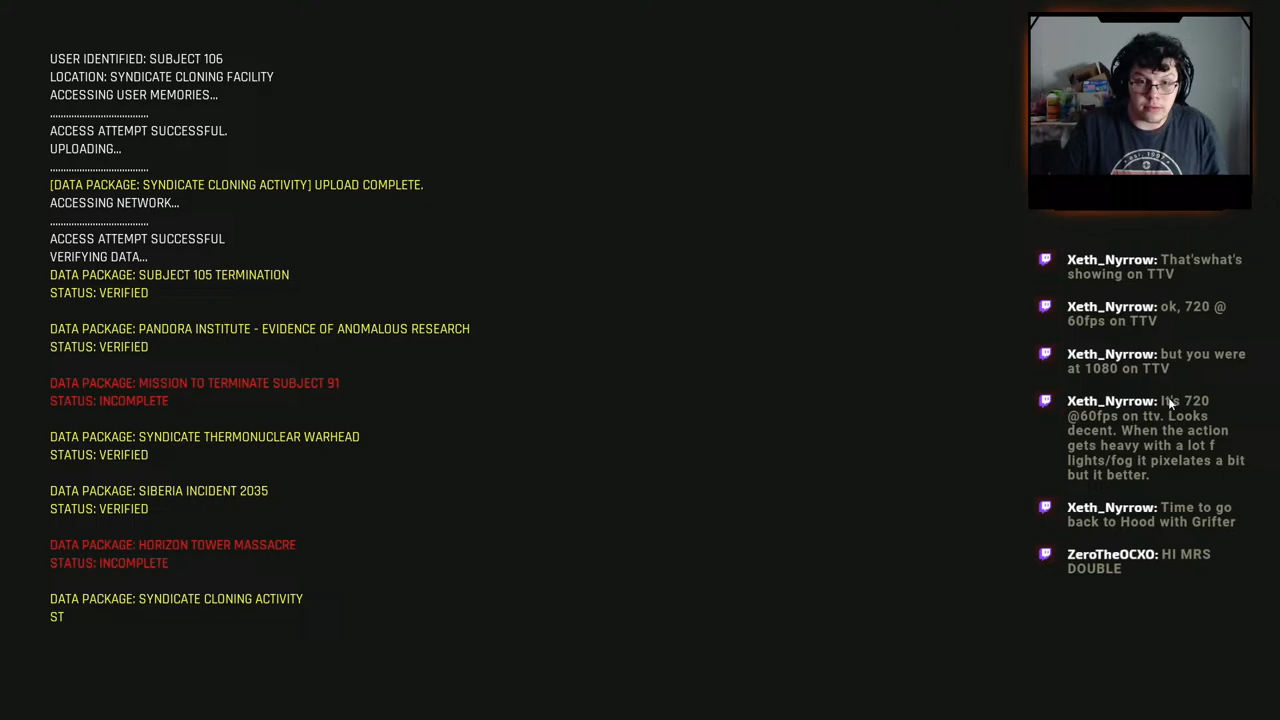 USER IDENTIFIED: SUBJECT 106
LOCATION: SYNDICATE CLONING FACILITY
ACCESSING USER MEMORIES...
.....................................
ACCESS ATTEMPT SUCCESSFUL.
UPLOADING...
.....................................
[DATA PACKAGE: SYNDICATE CLONING ACTIVITY] UPLOAD COMPLETE.
ACCESSING NETWORK...
.....................................
ACCESS ATTEMPT SUCCESSFUL
VERIFYING DATA...
DATA PACKAGE: SUBJECT 105 TERMINATION
STATUS: VERIFIED
DATA PACKAGE: PANDORA INSTITUTE - EVIDENCE OF ANOMALOUS RESEARCH
STATUS: VERIFIED
DATA PACKAGE: MISSION TO TERMINATE SUBJECT 91
STATUS: INCOMPLETE
DATA PACKAGE: SYNDICATE THERMONUCLEAR WARHEAD
STATUS: VERIFIED
DATA PACKAGE: SIBERIA INCIDENT 2035
STATUS: VERIFIED
DATA PACKAGE: HORIZON TOWER MASSACRE
STATUS: INCOMPLETE
DATA PACKAGE: SYNDICATE CLONING ACTIVITY
ST
Xeth_Nyrrow: That'swhat's
showing on TTV
Xeth_Nyrrow: ok, 720 @
60fps on TTV
Xeth_Nyrrow: but you were
at 1080 on TTV
Xeth_Nyrrow: It's 720
@60fps on ttv. Looks
decent. When the action
gets heavy with a lot f
lights/fog it pixelates a bit
but it better.
Xeth_Nyrrow: Time to go
back to Hood with Grifter
ZeroTheOCXO: HI MRS
DOUBLE